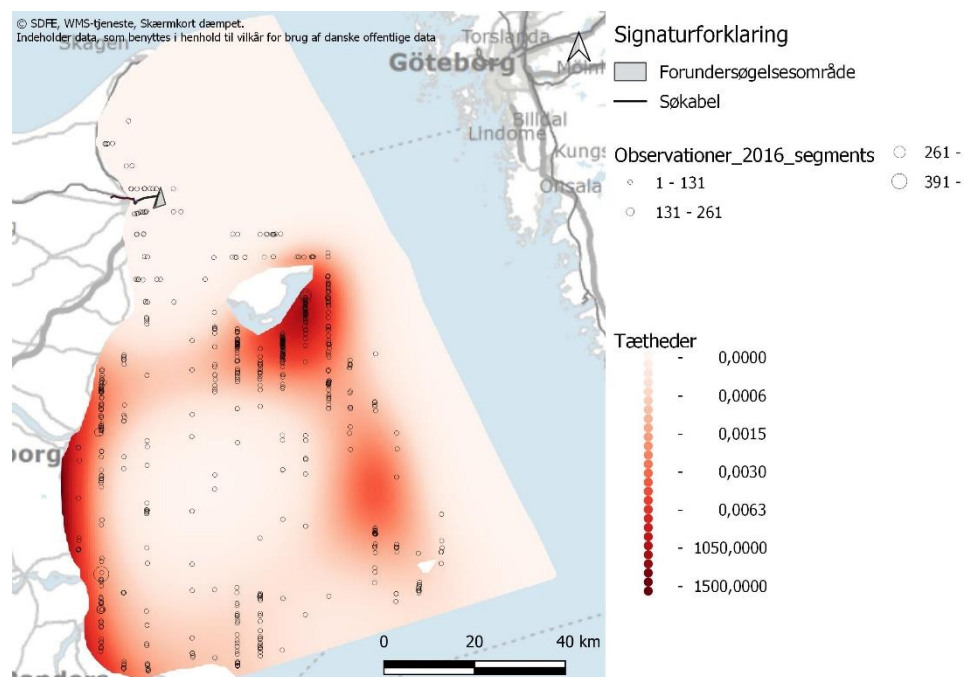 © SDFE, WMS-tjeneste, Skærmkort dæmpet.
Indeholder data, som benyttes i henhold til vilkår for brug af danske offentlige data
Skagen
Torslanda
Göteborg
Billdal
Lindome
Kungs
Onsala
borg
0 20 40 km
Signaturforklaring
Forundersøgelsesområde
Søkabel
Observationer_2016_segments
1 - 131
131 - 261
261 -
391 -
Tætheder
- 0,0000
- 0,0006
- 0,0015
- 0,0030
- 0,0063
- 1050,0000
- 1500,0000